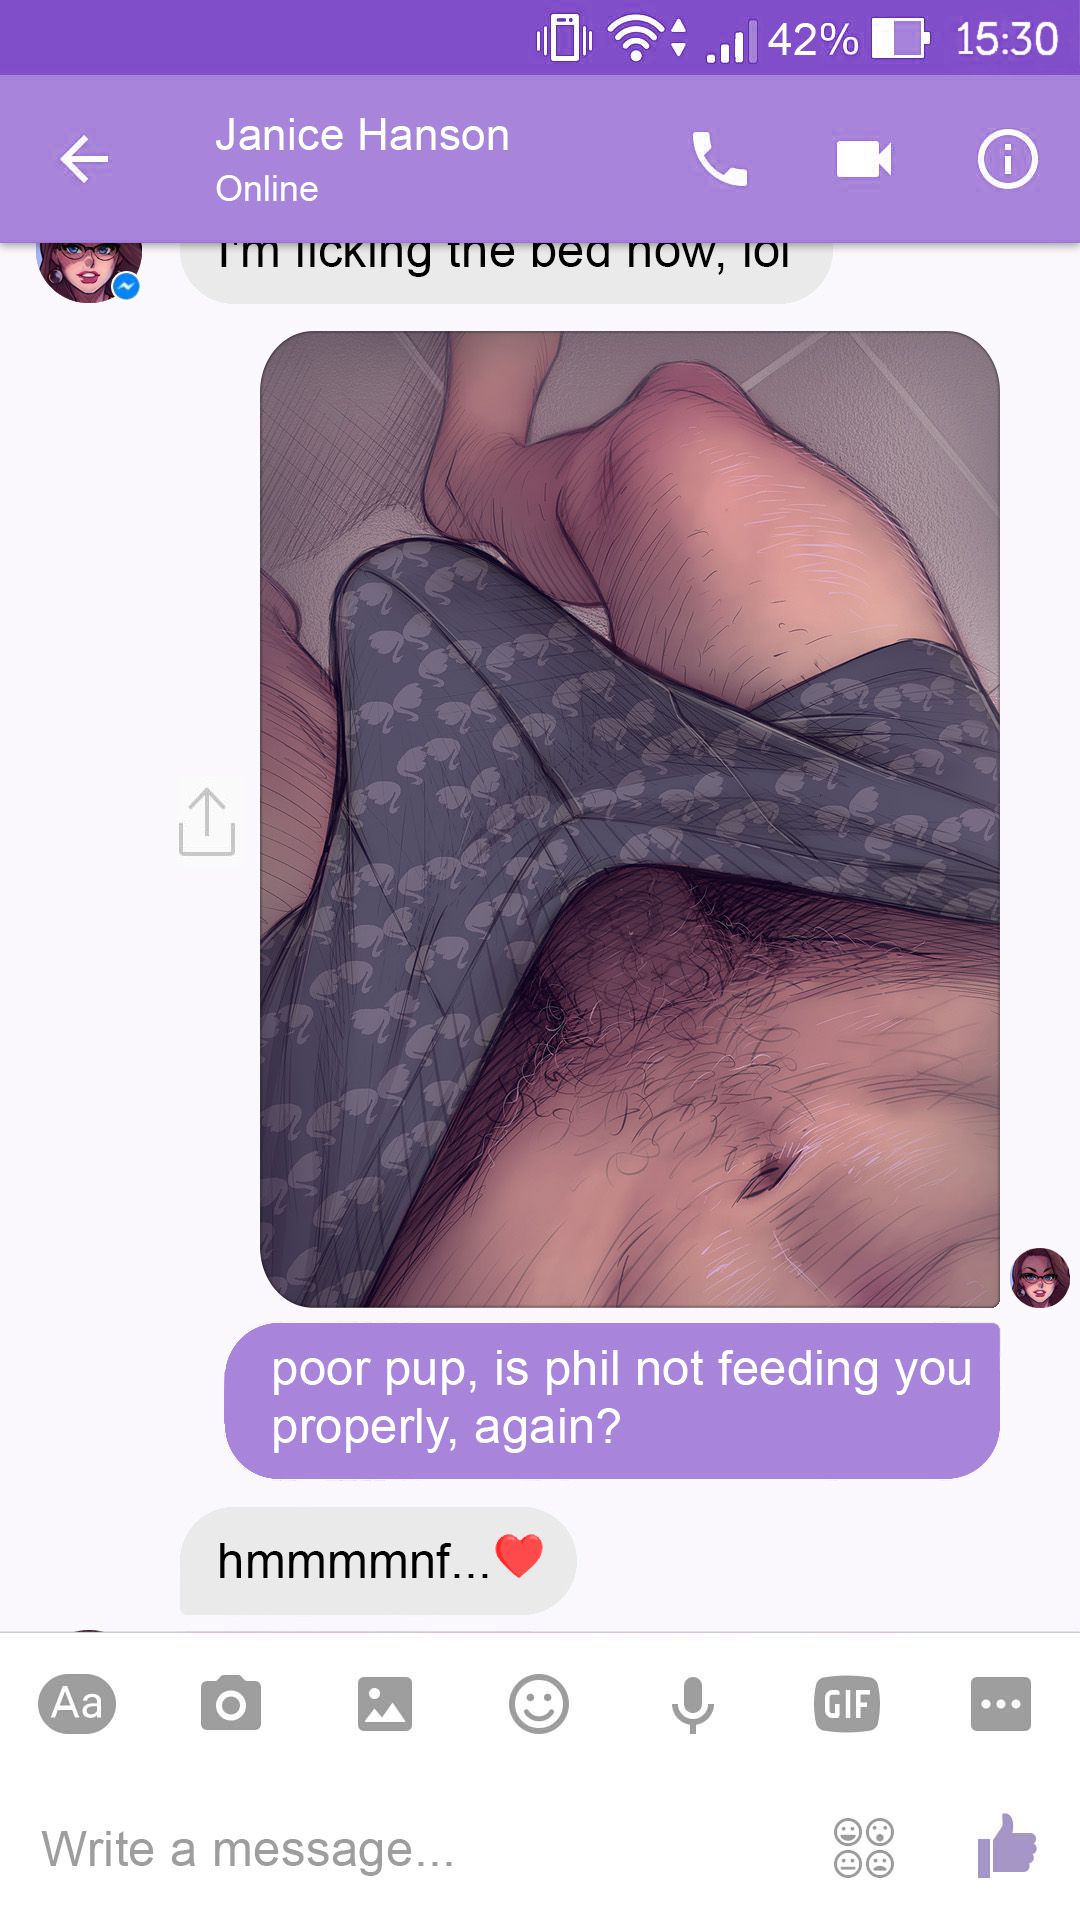 42% 15:30
Janice Hanson
Online
I'm licking the bed now, lol
poor pup, is phil not feeding you
properly, again?
hmmmmnf...❤️
Aa
GIF
Write a message...